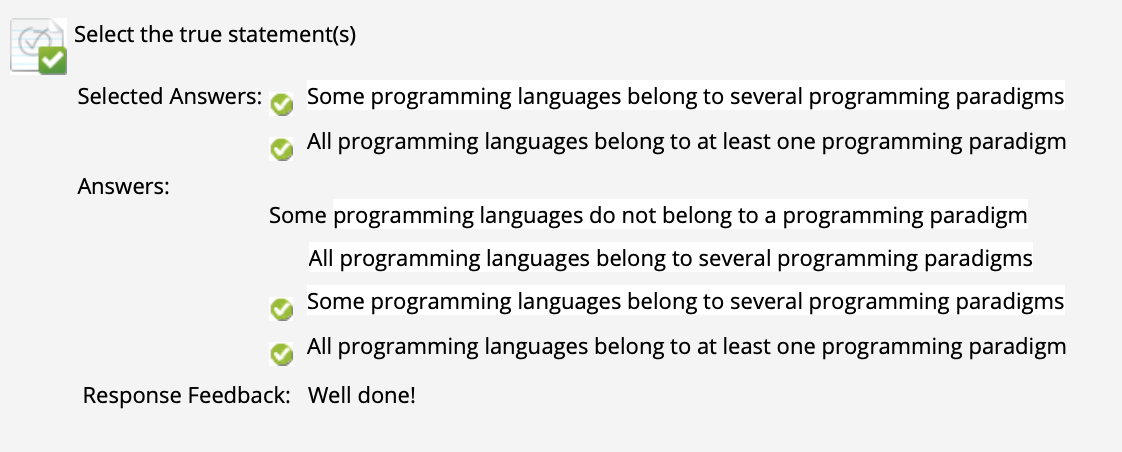 Select the true statement(s)
Selected Answers: Some programming languages belong to several programming paradigms
All programming languages belong to at least one programming paradigm
Answers:
Some programming languages do not belong to a programming paradigm
All programming languages belong to several programming paradigms
Some programming languages belong to several programming paradigms
All programming languages belong to at least one programming paradigm
Response Feedback: Well done!